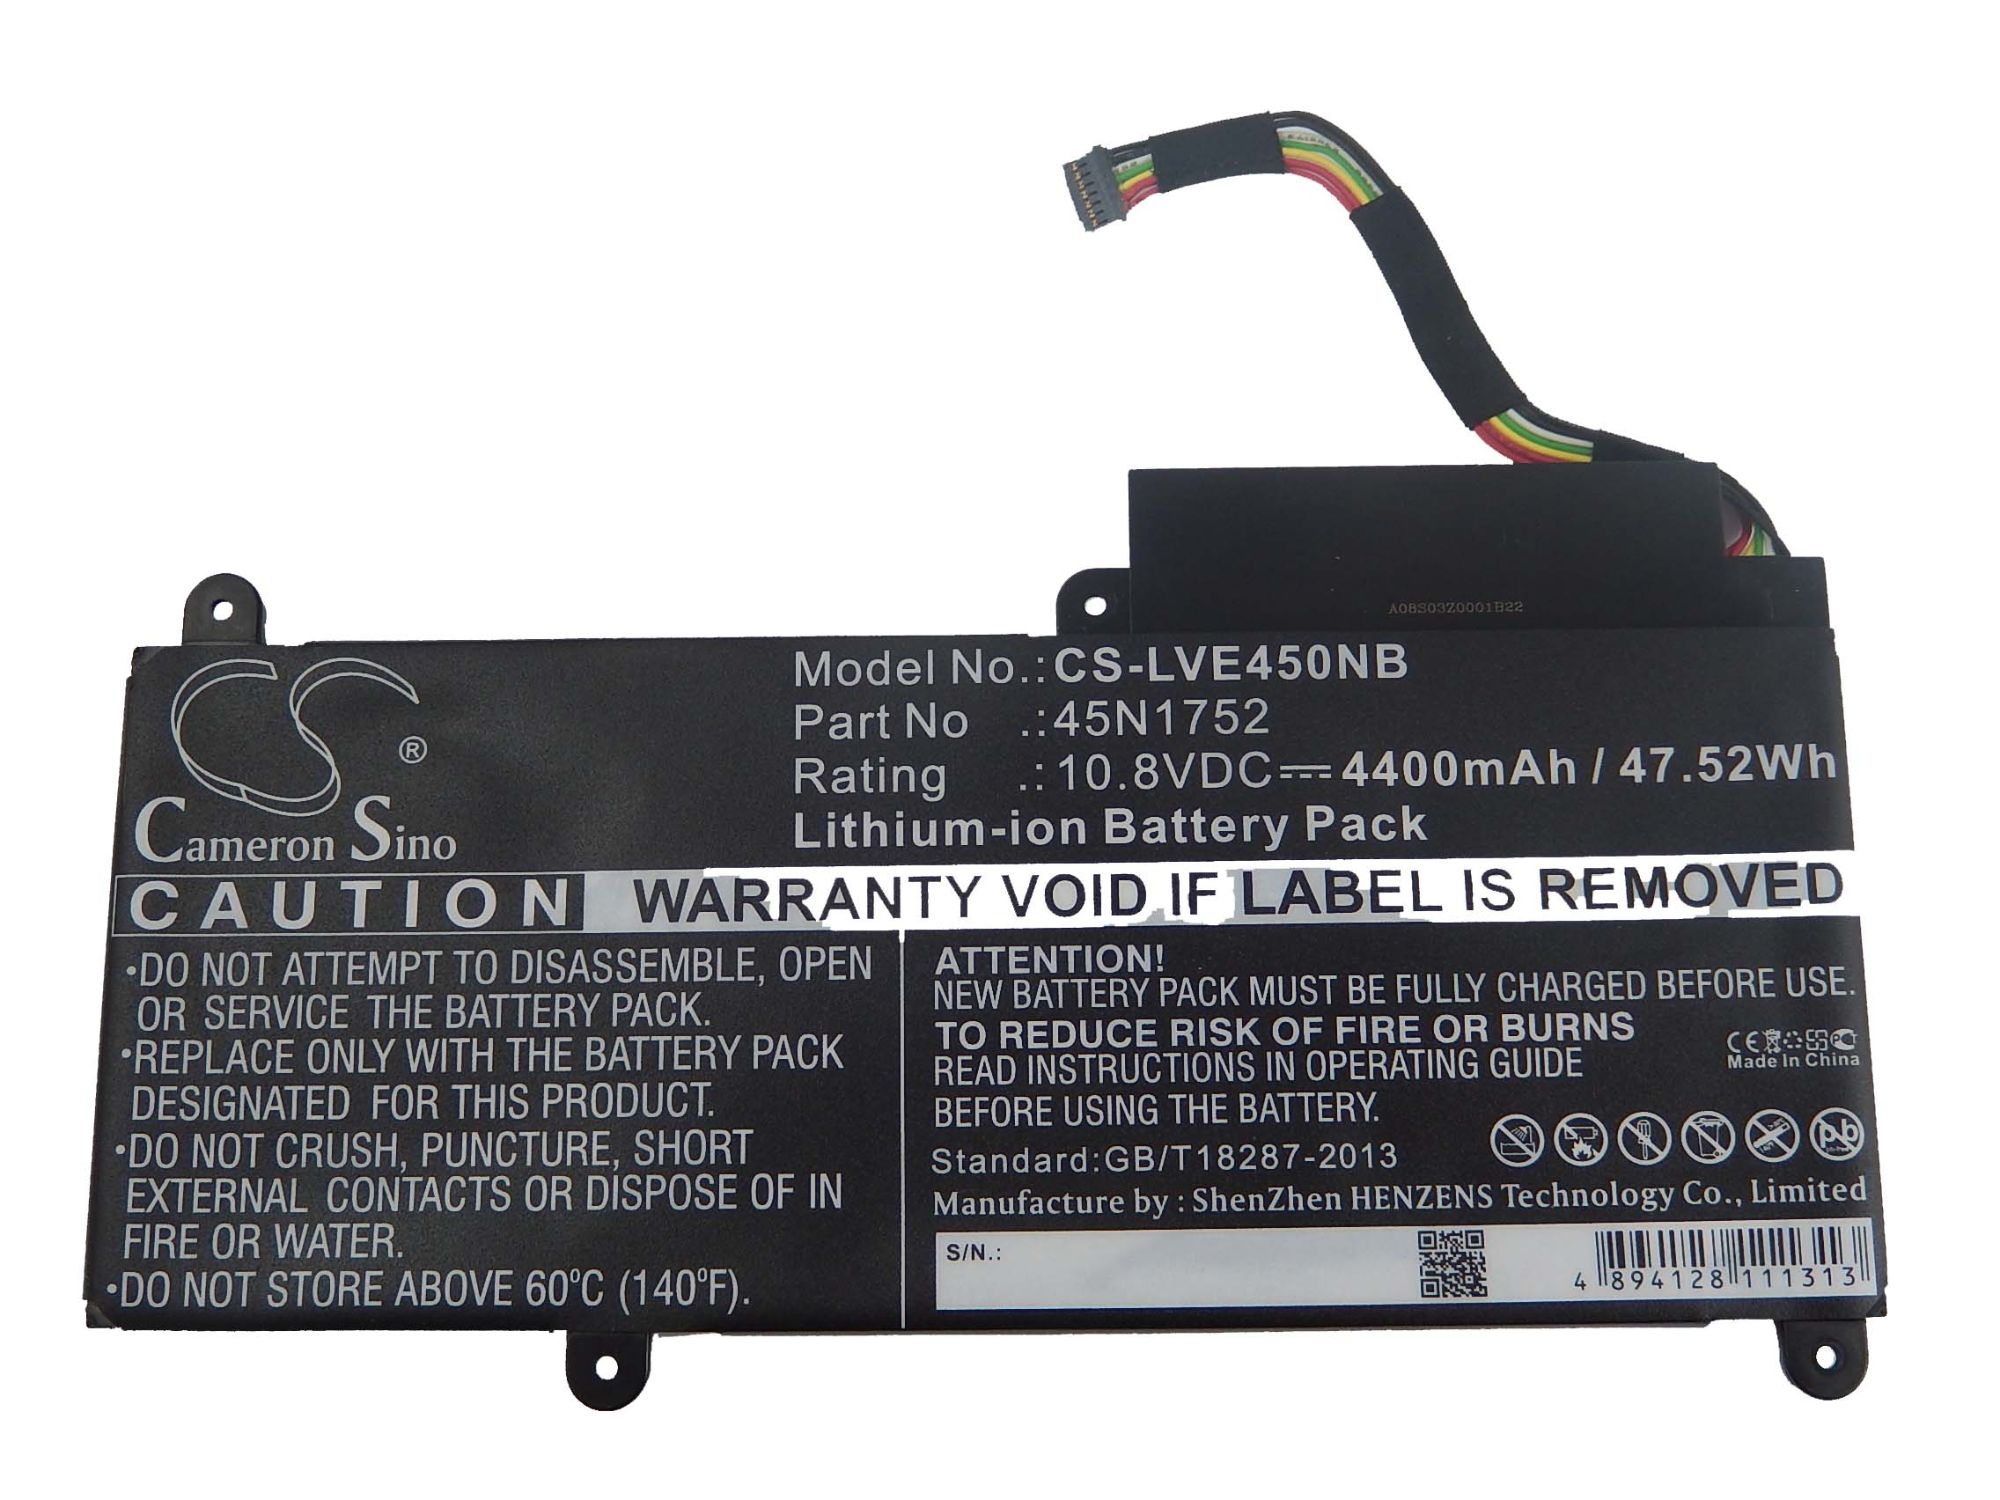 A08S03Z0001B22
Model No.:CS-LVE450NB
Part No .:45N1752
Rating .:10.8VDC 4400mAh / 47.52Wh
Lithium-ion Battery Pack
CS®
Cameron Sino
CAUTION WARRANTY VOID IF LABEL IS REMOVED
•DO NOT ATTEMPT TO DISASSEMBLE, OPEN
OR SERVICE THE BATTERY PACK.
•REPLACE ONLY WITH THE BATTERY PACK
DESIGNATED FOR THIS PRODUCT.
•DO NOT CRUSH, PUNCTURE, SHORT
EXTERNAL CONTACTS OR DISPOSE OF IN
FIRE OR WATER.
•DO NOT STORE ABOVE 60°C (140°F).
ATTENTION!
NEW BATTERY PACK MUST BE FULLY CHARGED BEFORE USE.
TO REDUCE RISK OF FIRE OR BURNS
READ INSTRUCTIONS IN OPERATING GUIDE
BEFORE USING THE BATTERY.
CE
Made In China
Pb
Standard:GB/T18287-2013
Manufacture by : ShenZhen HENZENS Technology Co., Limited
S/N.:
4 894128 111313